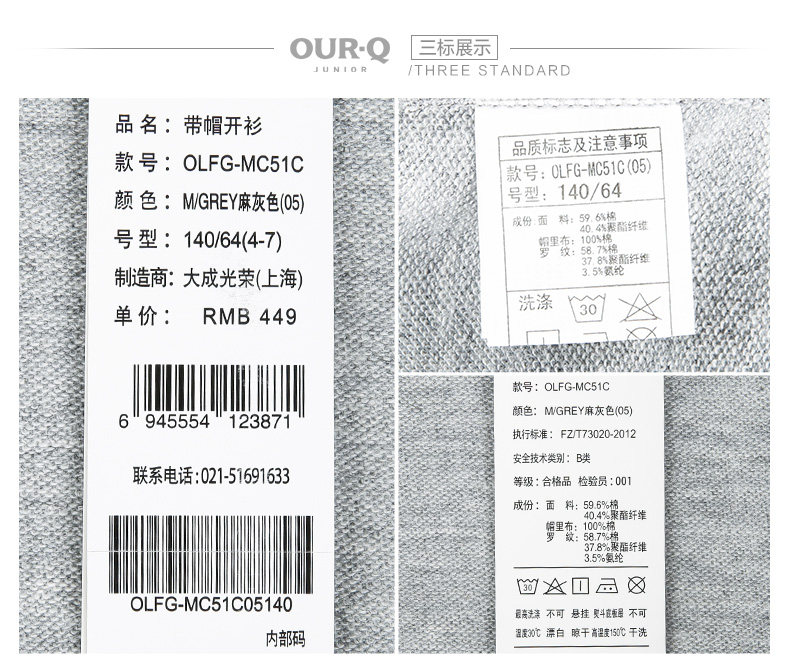 OUR-Q
JUNIOR
三标展示
/THREE STANDARD
品 名： 带帽开衫
款 号： OLFG-MC51C
颜 色： M/GREY麻灰色(05)
号 型： 140/64(4-7)
制造商： 大成光荣(上海)
单 价： RMB 449
6 945554 123871
联系电话:021-51691633
OLFG-MC51C05140
内部码
品质标志及注意事项
款号: OLFG-MC51C(05)
号型: 140/64
成份: 面 料: 59.6%棉
40.4%聚酯纤维
帽里布: 100%棉
罗 纹: 58.7%棉
37.8%聚酯纤维
3.5%氨纶
洗涤 30
款号: OLFG-MC51C
颜色: M/GREY麻灰色(05)
执行标准: FZ/T73020-2012
安全技术类别: B类
等级: 合格品 检验员: 001
成份: 面 料: 59.6%棉
40.4%聚酯纤维
帽里布: 100%棉
罗 纹: 58.7%棉
37.8%聚酯纤维
3.5%氨纶
30
最高洗涤 不可 悬挂 熨斗底板最 不可
温度30℃ 漂白 晾干 高温度150℃ 干洗